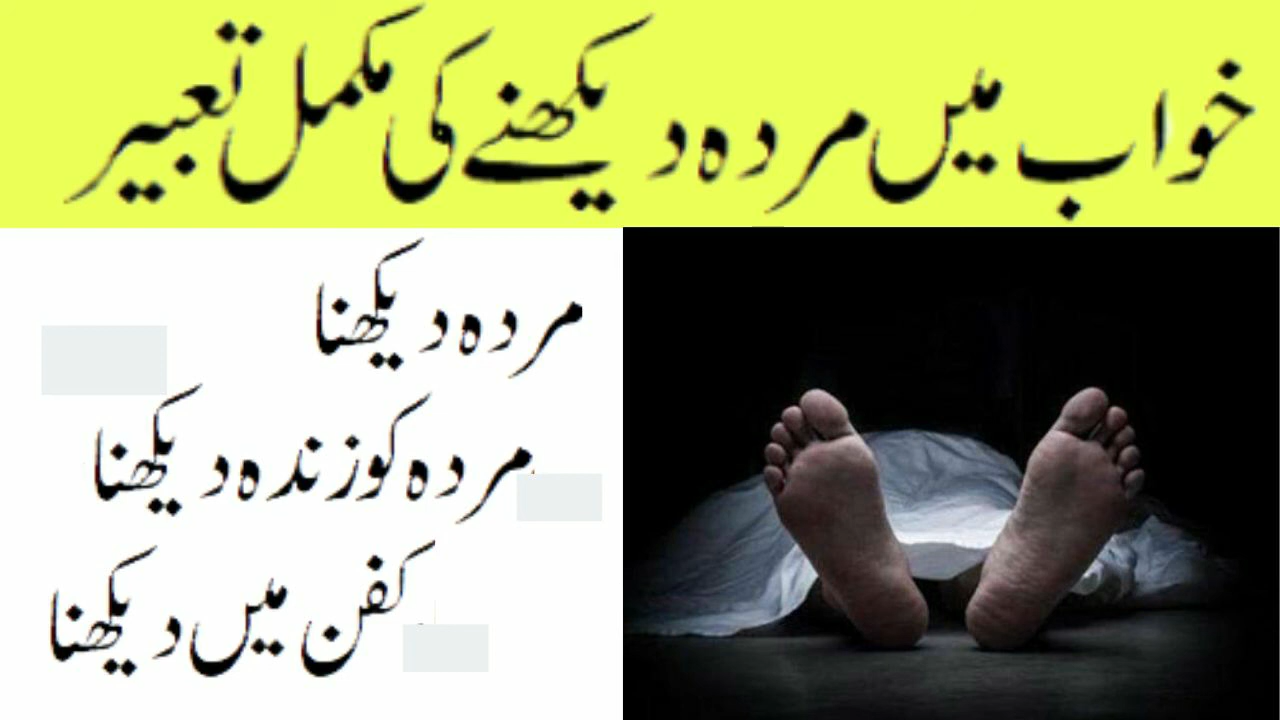 خواب میں مردہ دیکھنے کی مکمل تعبیر
مردہ دیکھنا
مردہ کو زندہ دیکھنا
کفن میں دیکھنا